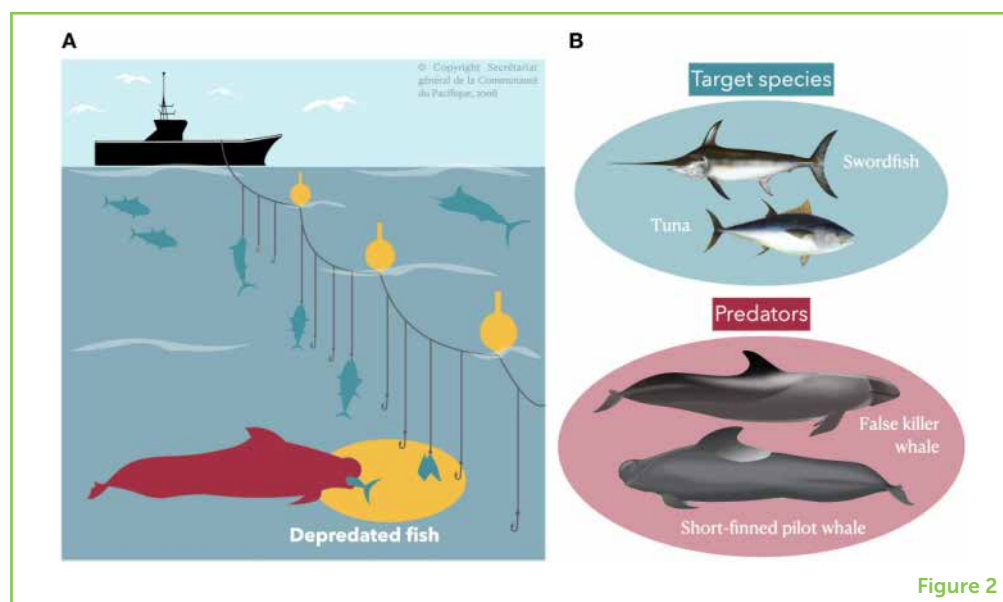 A
© Copyright Secrétariat
général de la Communauté
du Pacifique, 2008
Depredated fish
B
Target species
Swordfish
Tuna
Predators
False killer
whale
Short-finned pilot whale
Figure 2